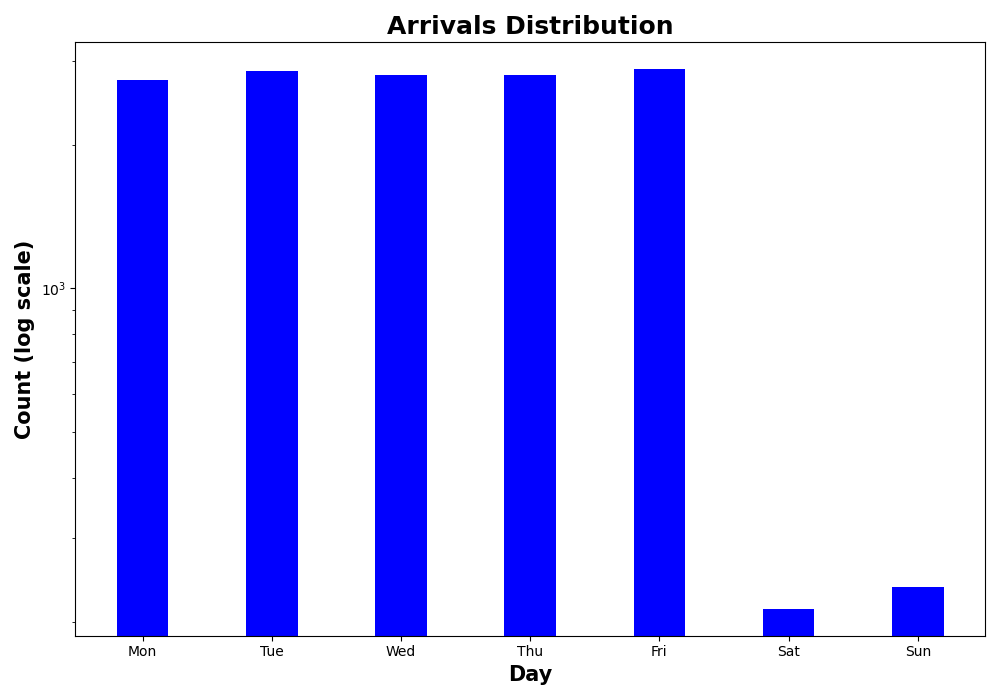 Arrivals Distribution
Count (log scale)
10³
Mon Tue Wed Thu Fri Sat Sun
Day